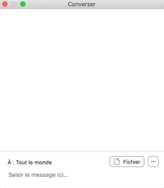 Converser
À : Tout le monde
Fichier
Saisir le message ici...